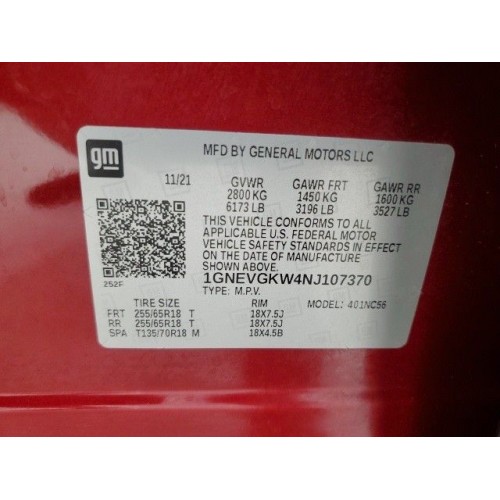 gm
MFD BY GENERAL MOTORS LLC
11/21 GVWR GAWR FRT GAWR RR
2800 KG 1450 KG 1600 KG
6173 LB 3196 LB 3527 LB
THIS VEHICLE CONFORMS TO ALL
APPLICABLE U.S. FEDERAL MOTOR
VEHICLE SAFETY STANDARDS IN EFFECT
ON THE DATE OF MANUFACTURE
SHOWN ABOVE.
252F 1GNEVGKW4NJ107370
TYPE: M.P.V.
TIRE SIZE RIM MODEL: 401NC56
FRT 255/65R18 T 18X7.5J
RR 255/65R18 T 18X7.5J
SPA T135/70R18 M 18X4.5B